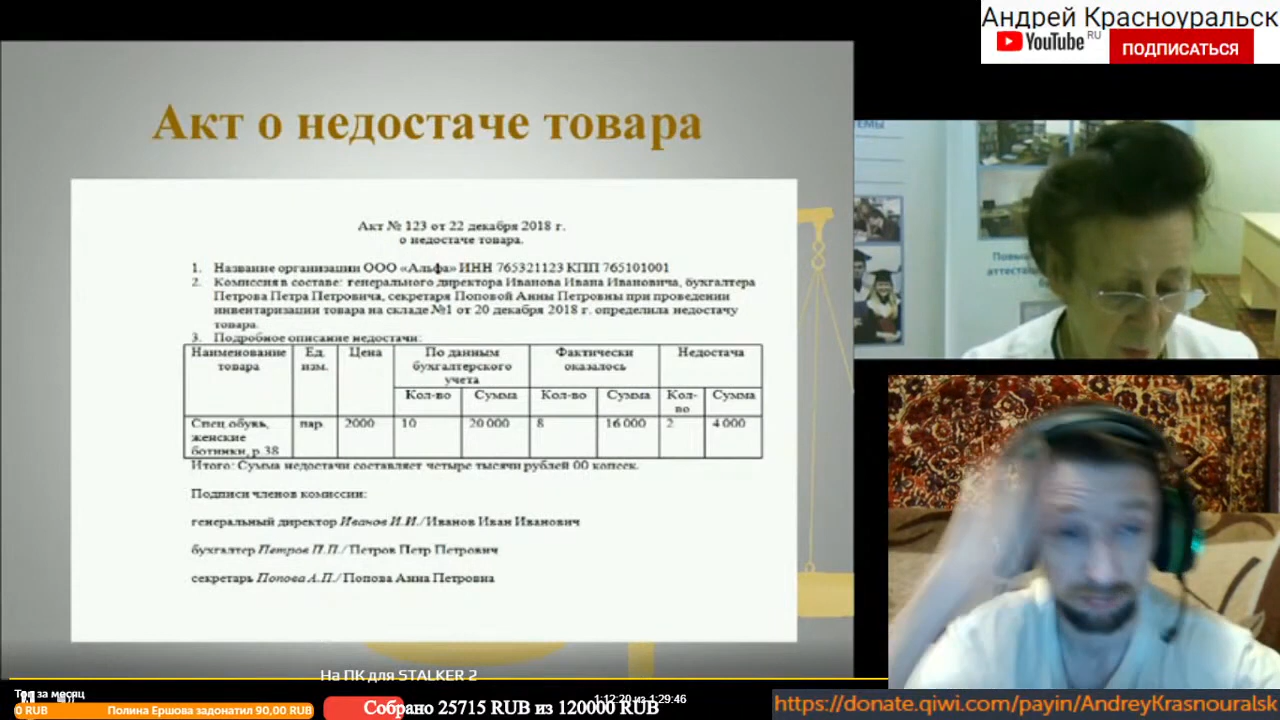 Андрей Красноуральск
YouTube RU
ПОДПИСАТЬСЯ
Акт о недостаче товара
Акт № 123 от 22 декабря 2018 г.
о недостаче товара.
1. Название организации ООО «Альфа» ИНН 765321123 КПП 765101001
2. Комиссия в составе: генерального директора Иванова Ивана Ивановича, бухгалтера
Петрова Петра Петровича, секретаря Поповой Анны Петровны при проведении
инвентаризации товара на складе №1 от 20 декабря 2018 г. определила недостачу
товара.
3. Подробное описание недостачи:
Наименование товара Ед. изм. Цена По данным бухгалтерского учета Фактически оказалось Недостача
Кол-во Сумма Кол-во Сумма Кол-во Сумма
Спец.обувь, женские ботинки, р.38 пар. 2000 10 20 000 8 16 000 2 4 000
Итого: Сумма недостачи составляет четыре тысячи рублей 00 копеек.
Подписи членов комиссии:
генеральный директор Иванов И.И./ Иванов Иван Иванович
бухгалтер Петров П.П./ Петров Петр Петрович
секретарь Попова А.П./ Попова Анна Петровна
На ПК для STALKER 2
Топ за месяц
0 RUB Полина Ершова задонатил 90,00 RUB
Собрано 25715 RUB из 120000 RUB
1:12:20 из 1:29:46
https://donate.qiwi.com/payin/AndreyKrasnouralsk